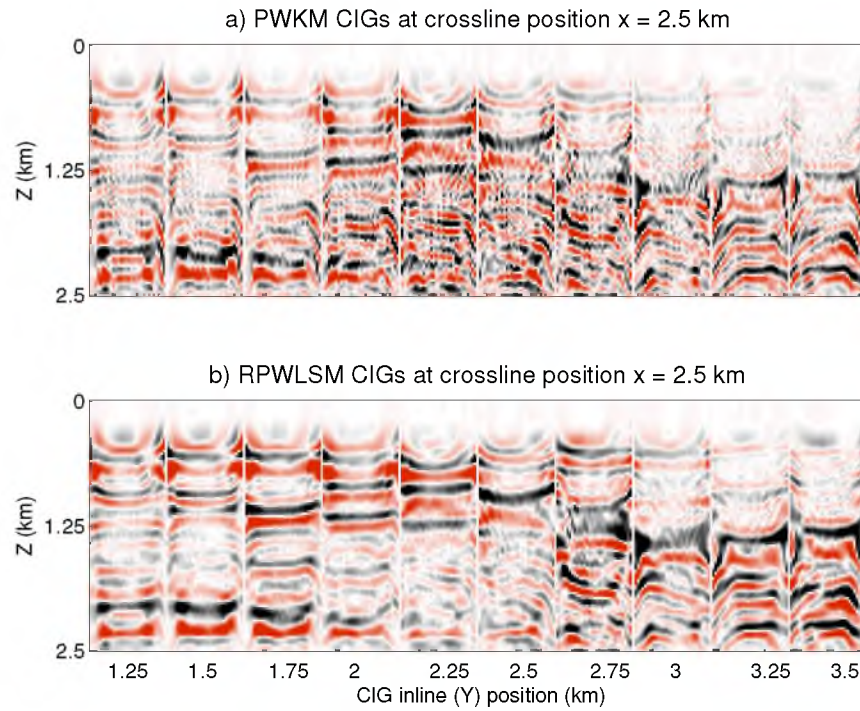 a) PWKM CIGs at crossline position x = 2.5 km
0
1.25
2.5
Z (km)
b) RPWLSM CIGs at crossline position x = 2.5 km
0
1.25
2.5
Z (km)
1.25 1.5 1.75 2 2.25 2.5 2.75 3 3.25 3.5
CIG inline (Y) position (km)